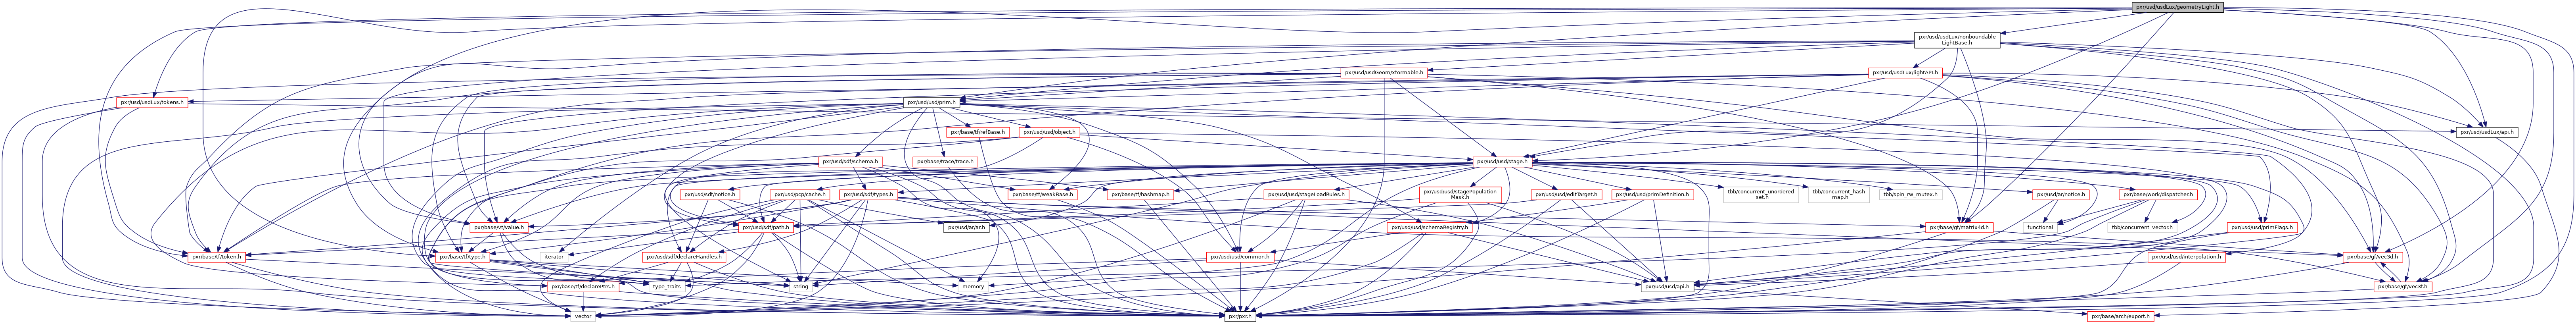 pxr/usd/usdLux/geometryLight.h
pxr/usd/usdLux/nonboundable
LightBase.h
pxr/usd/usdGeom/xformable.h
pxr/usd/usdLux/lightAPI.h
pxr/usd/usdLux/tokens.h
pxr/usd/usd/prim.h
pxr/base/tf/refBase.h
pxr/usd/usd/object.h
pxr/usd/usdLux/api.h
pxr/usd/sdf/schema.h
pxr/base/trace/trace.h
pxr/usd/usd/stage.h
pxr/usd/sdf/notice.h
pxr/usd/pcp/cache.h
pxr/usd/sdf/types.h
pxr/base/tf/weakBase.h
pxr/base/tf/hashmap.h
pxr/usd/usd/stageLoadRules.h
pxr/usd/usd/stagePopulation
Mask.h
pxr/usd/usd/editTarget.h
pxr/usd/usd/primDefinition.h
tbb/concurrent_unordered
_set.h
tbb/concurrent_hash
_map.h
tbb/spin_rw_mutex.h
pxr/usd/ar/notice.h
pxr/base/work/dispatcher.h
pxr/base/vt/value.h
pxr/usd/sdf/path.h
pxr/usd/ar/ar.h
pxr/usd/usd/schemaRegistry.h
pxr/base/gf/matrix4d.h
functional
tbb/concurrent_vector.h
pxr/usd/usd/primFlags.h
pxr/base/tf/token.h
pxr/base/tf/type.h
iterator
pxr/usd/sdf/declareHandles.h
pxr/usd/usd/common.h
pxr/usd/usd/interpolation.h
pxr/base/gf/vec3d.h
pxr/base/tf/declarePtrs.h
type_traits
string
memory
pxr/usd/usd/api.h
pxr/base/gf/vec3f.h
vector
pxr/pxr.h
pxr/base/arch/export.h